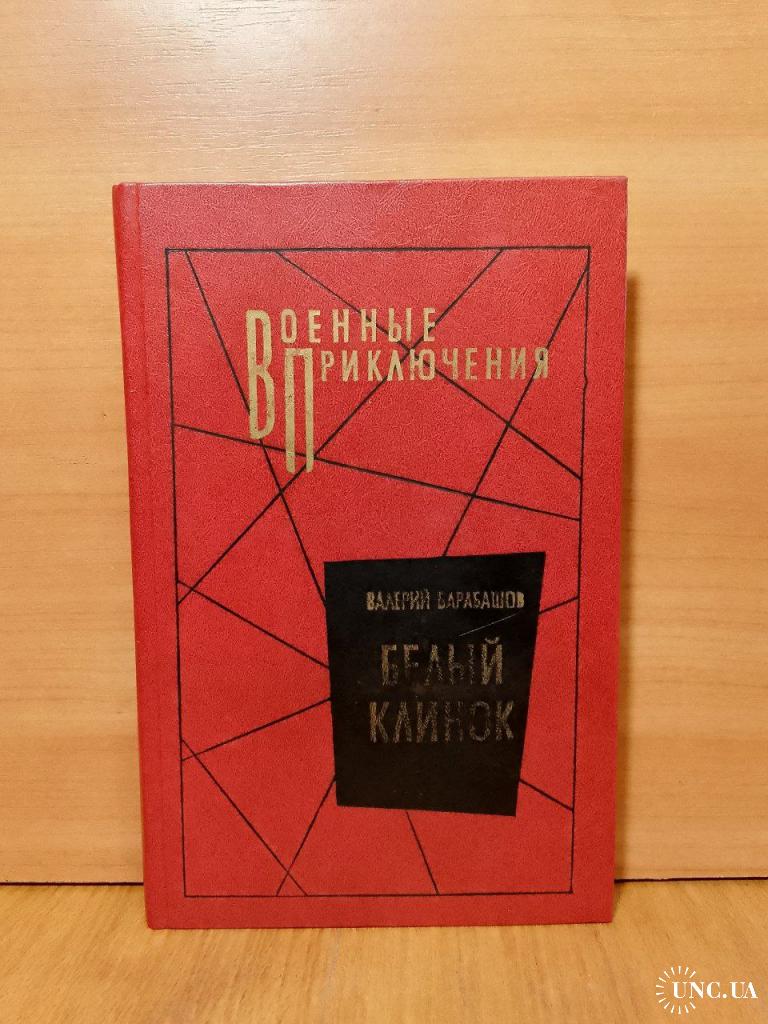 Военные
Приключения
ВАЛЕРИЙ БАРАБАШОВ
БЕЛЫЙ
КЛИНОК
UNC.UA